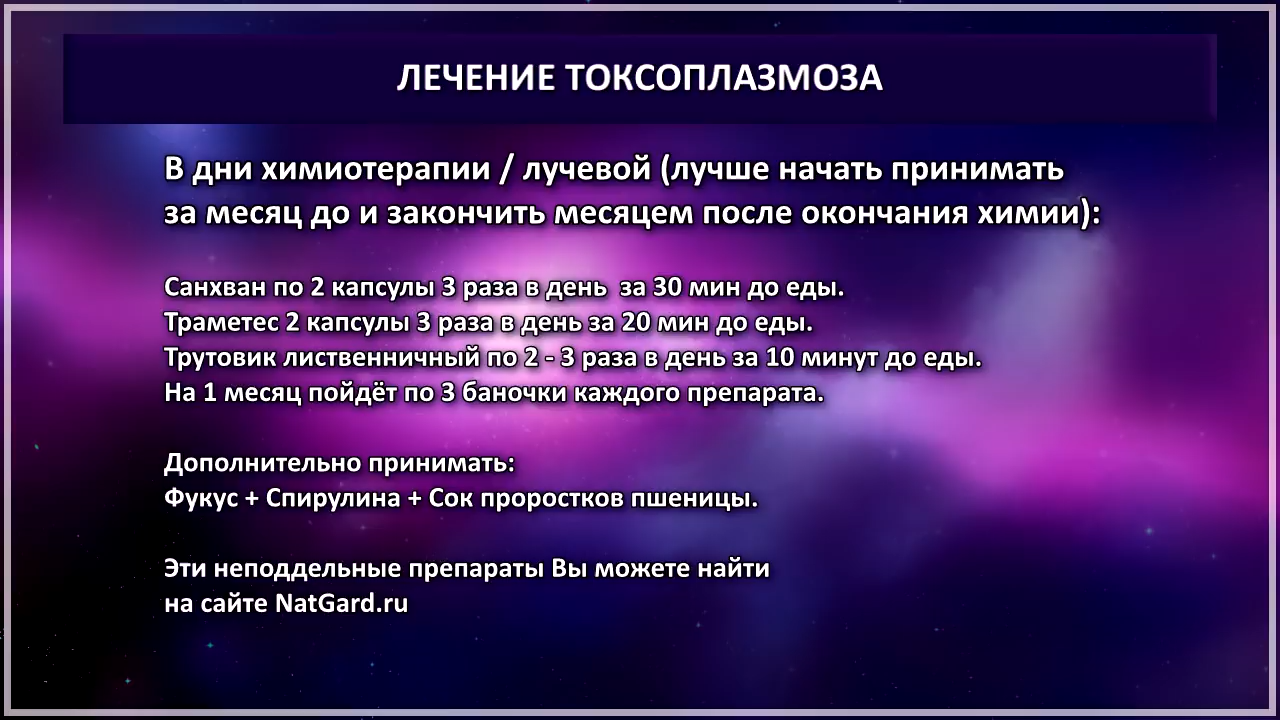 ЛЕЧЕНИЕ ТОКСОПЛАЗМОЗА
В дни химиотерапии / лучевой (лучше начать принимать
за месяц до и закончить месяцем после окончания химии):
Санхван по 2 капсулы 3 раза в день за 30 мин до еды.
Траметес 2 капсулы 3 раза в день за 20 мин до еды.
Трутовик лиственничный по 2 - 3 раза в день за 10 минут до еды.
На 1 месяц пойдёт по 3 баночки каждого препарата.
Дополнительно принимать:
Фукус + Спирулина + Сок проростков пшеницы.
Эти неподдельные препараты Вы можете найти
на сайте NatGard.ru